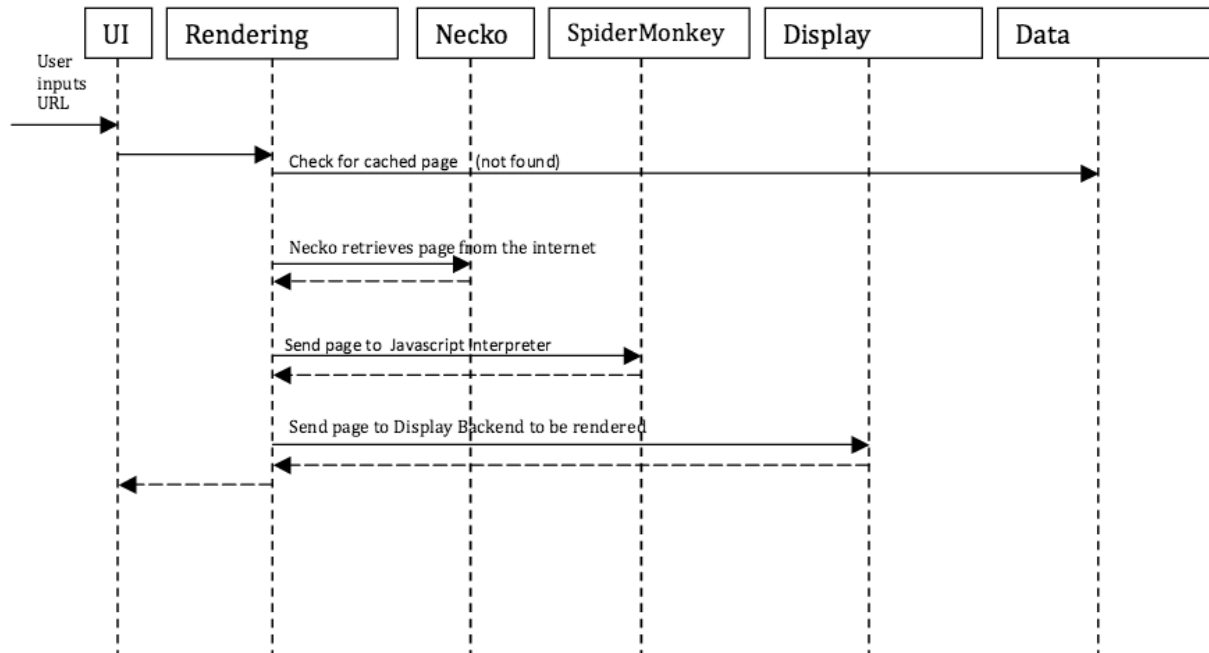 UI
Rendering
Necko
SpiderMonkey
Display
Data
User
inputs
URL
Check for cached page (not found)
Necko retrieves page from the internet
Send page to Javascript Interpreter
Send page to Display Backend to be rendered